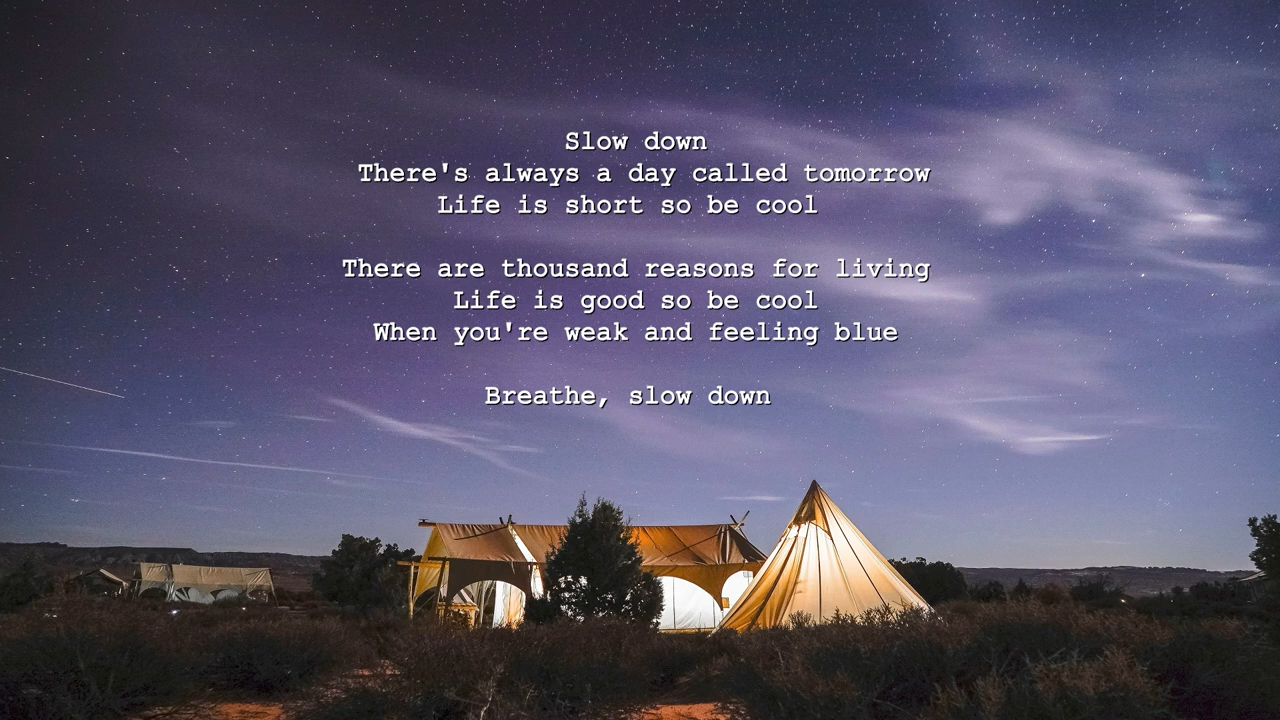 Slow down
There's always a day called tomorrow
Life is short so be cool
There are thousand reasons for living
Life is good so be cool
When you're weak and feeling blue
Breathe, slow down